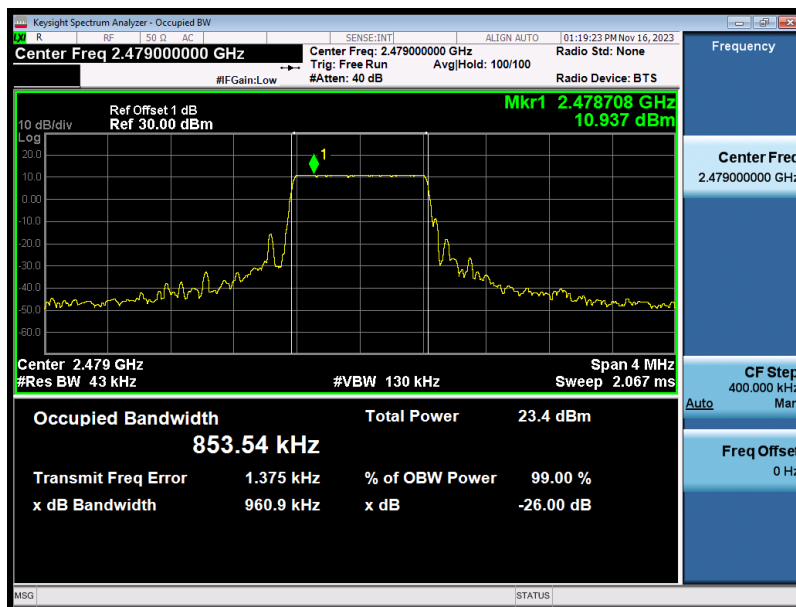 Keysight Spectrum Analyzer - Occupied BW
LXI R RF 50 Ω AC SENSE:INT ALIGN AUTO 01:19:23 PM Nov 16, 2023
Center Freq 2.479000000 GHz
Center Freq: 2.479000000 GHz
Radio Std: None
Trig: Free Run Avg|Hold: 100/100
#IFGain:Low
#Atten: 40 dB
Radio Device: BTS
Frequency
Mkr1 2.478708 GHz
10.937 dBm
Ref Offset 1 dB
10 dB/div Ref 30.00 dBm
Log
1
20.0
10.0
0.00
-10.0
-20.0
-30.0
-40.0
-50.0
-60.0
Center Freq
2.479000000 GHz
Center 2.479 GHz Span 4 MHz
#Res BW 43 kHz #VBW 130 kHz Sweep 2.067 ms
CF Step
400.000 kHz
Auto Man
Occupied Bandwidth Total Power 23.4 dBm
853.54 kHz
Transmit Freq Error 1.375 kHz % of OBW Power 99.00 %
x dB Bandwidth 960.9 kHz x dB -26.00 dB
Freq Offset
0 Hz
MSG STATUS